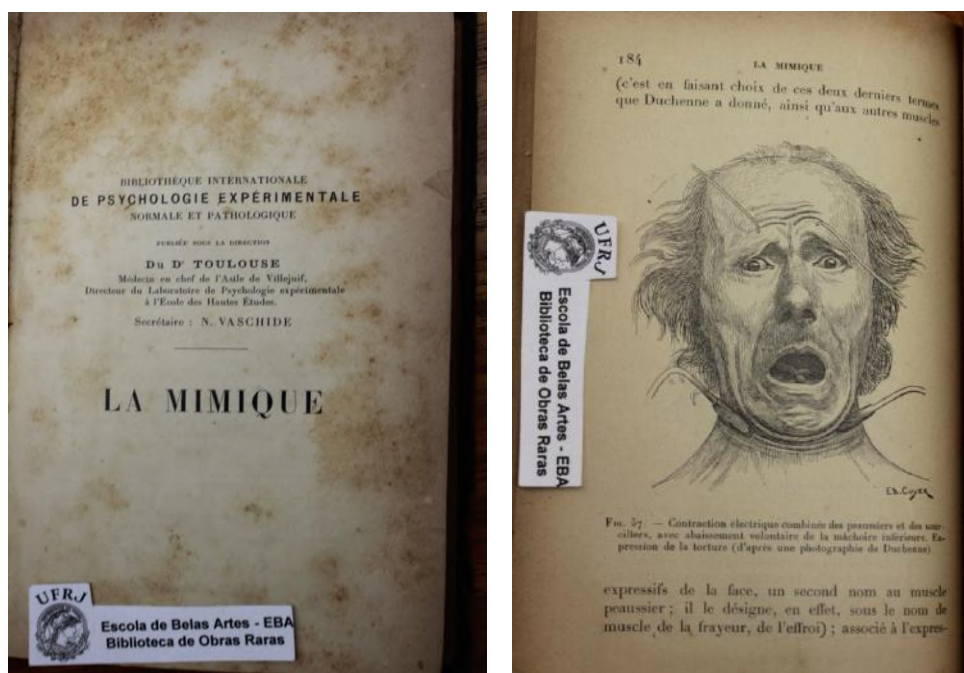 BIBLIOTHÈQUE INTERNATIONALE
DE PSYCHOLOGIE EXPÉRIMENTALE
NORMALE ET PATHOLOGIQUE
PUBLIÉE SOUS LA DIRECTION
Du Dr TOULOUSE
Médecin en chef de l'Asile de Villejuif,
Directeur du Laboratoire de Psychologie expérimentale
à l'École des Hautes Études.
Secrétaire : N. VASCHIDE
LA MIMIQUE
UFRJ
Escola de Belas Artes - EBA
Biblioteca de Obras Raras
184
LA MIMIQUE
(c'est en faisant choix de ces deux derniers termes
que Duchenne a donné, ainsi qu'aux autres muscles
UFRJ
Escola de Belas Artes - EBA
Biblioteca de Obras Raras
Ed. Cuyer
Fig. 57. — Contraction électrique combinée des peaussiers et des sour-
ciliers, avec abaissement volontaire de la mâchoire inférieure. Ex-
pression de la torture (d'après une photographie de Duchenne)
expressifs de la face, un second nom au muscle
peaussier ; il le désigne, en effet, sous le nom de
muscle de la frayeur, de l'effroi) ; associé à l'expres-